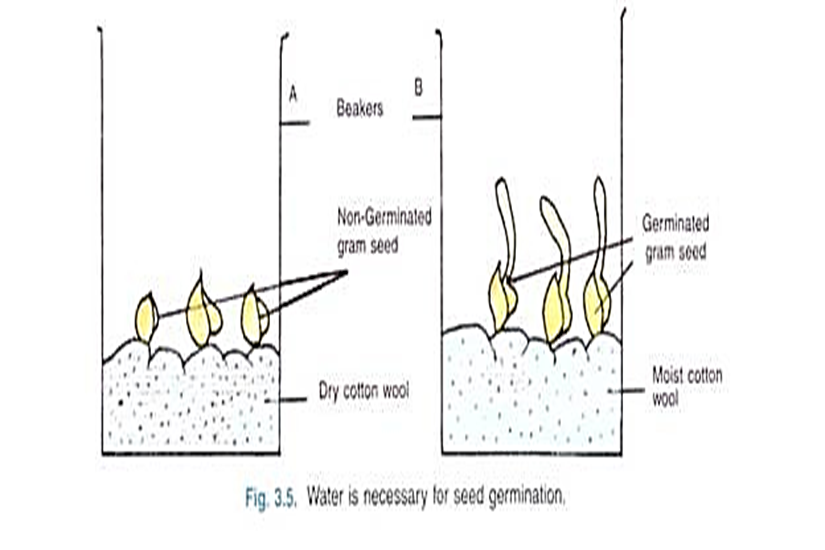 A
Beakers
B
Non-Germinated
gram seed
Germinated
gram seed
Dry cotton wool
Moist cotton
wool
Fig. 3.5. Water is necessary for seed germination.